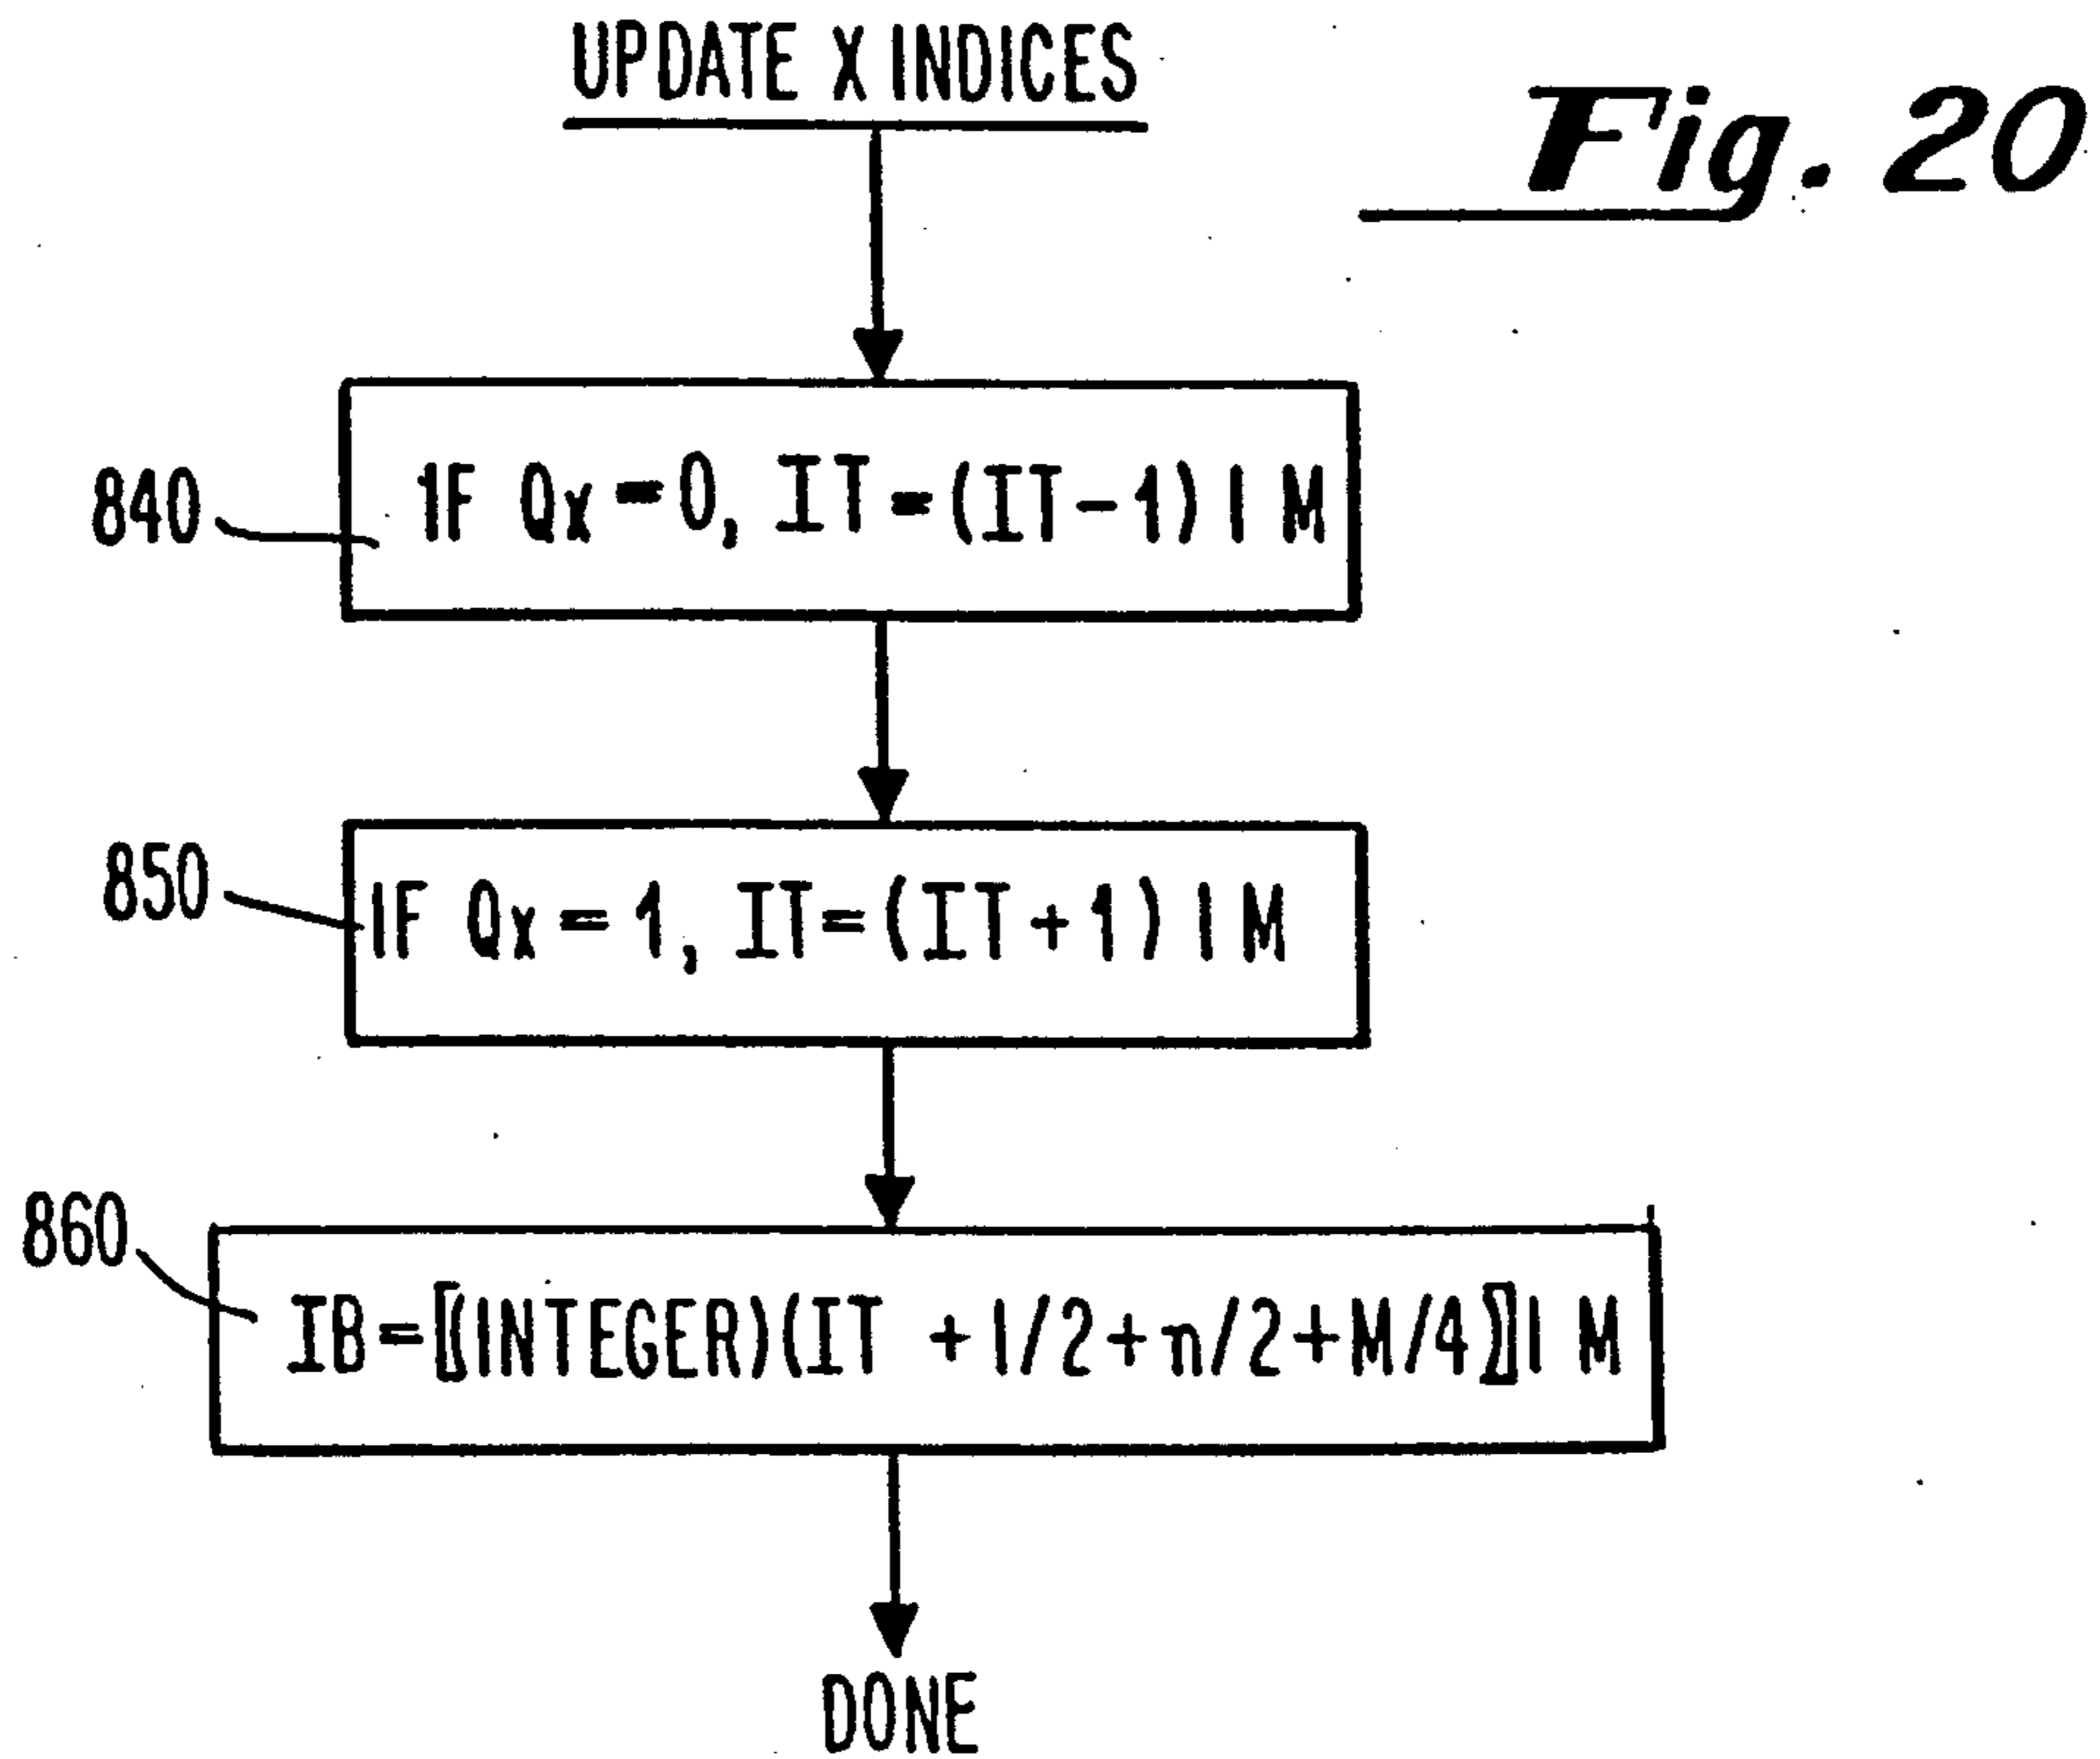 UPDATE X INDICES
Fig. 20
840
IF Qx = 0, IT = (IT - 1) | M
850
IF Qx = 1, IT = (IT + 1) | M
860
IB = [(INTEGER)(IT + 1/2 + n/2 + M/4)] | M
DONE